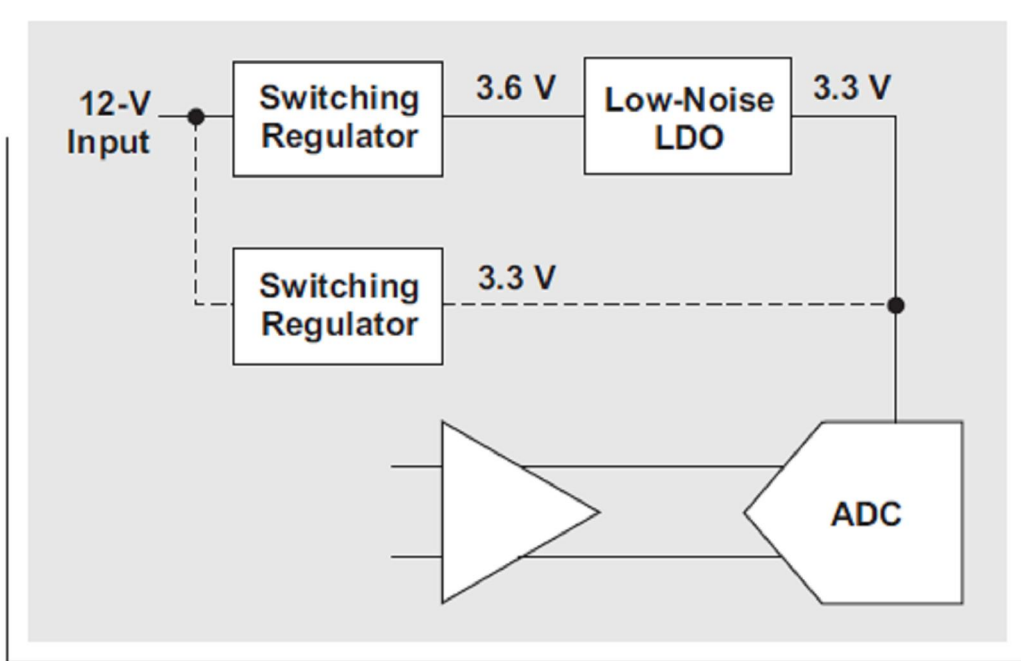 12-V
Input
Switching
Regulator
3.6 V
Low-Noise
LDO
3.3 V
Switching
Regulator
3.3 V
ADC